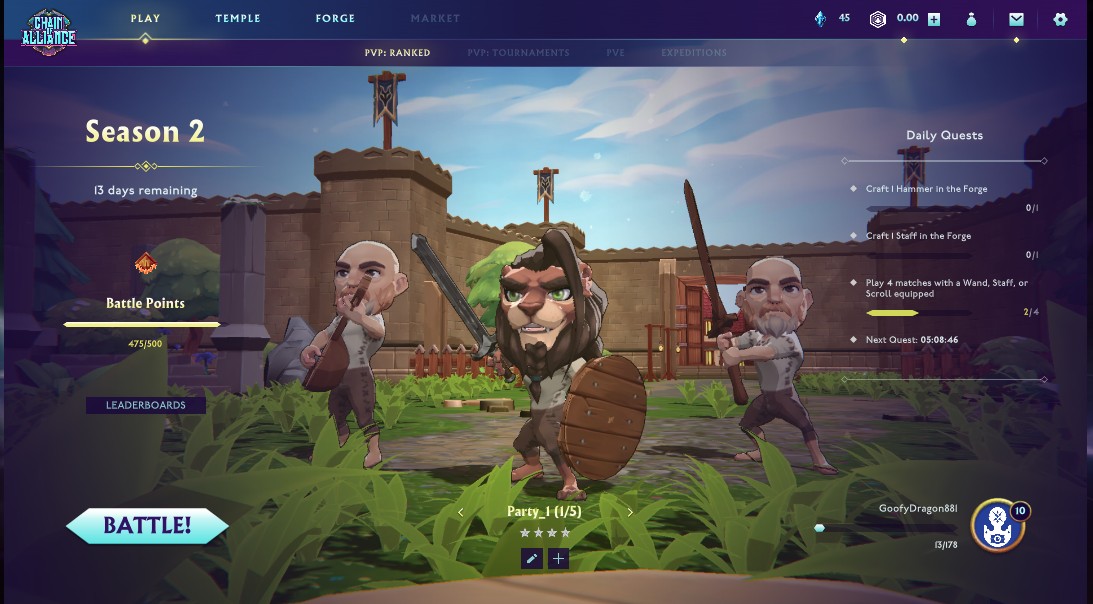 CHAIN
OF
ALLIANCE
PLAY
TEMPLE
FORGE
MARKET
45
0.00
PVP: RANKED
PVP: TOURNAMENTS
PVE
EXPEDITIONS
Season 2
13 days remaining
Battle Points
475/500
LEADERBOARDS
BATTLE!
Daily Quests
Craft 1 Hammer in the Forge
0/1
Craft 1 Staff in the Forge
0/1
Play 4 matches with a Wand, Staff, or
Scroll equipped
2/4
Next Quest: 05:08:46
Party_1 (1/5)
GoofyDragon881
10
13/178